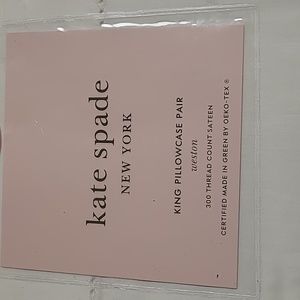 kate spade
NEW YORK
KING PILLOWCASE PAIR
weston
300 THREAD COUNT SATEEN
CERTIFIED MADE IN GREEN BY OEKO-TEX ®